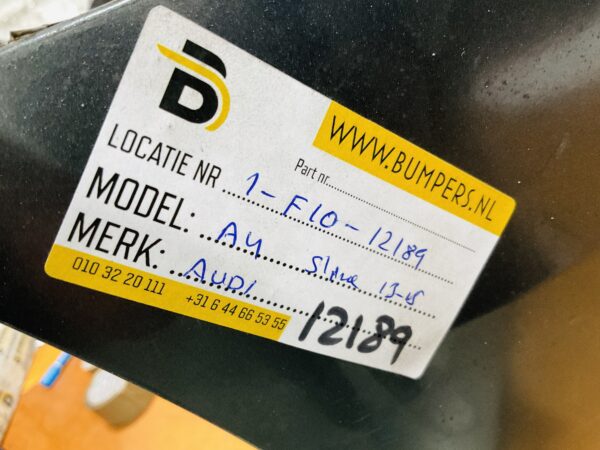 B
WWW.BUMPERS.NL
Part nr.
LOCATIE NR 1-F10-12189
MODEL: A4 Sline
MERK: AUDI
12189
010 32 20 111 +31 6 44 66 53 55